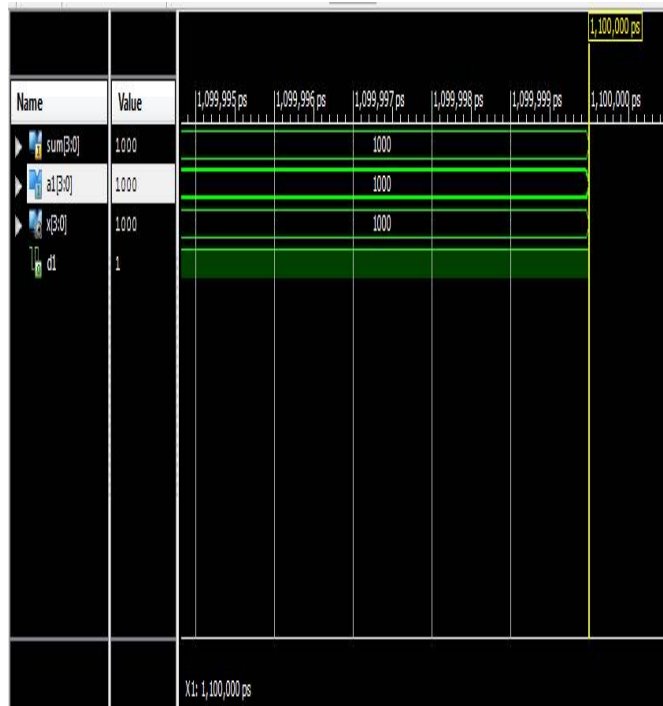 1,100,000 ps
Name Value
1,099,995 ps 1,099,996 ps 1,099,997 ps 1,099,998 ps 1,099,999 ps 1,100,000 ps
sum[3:0] 1000 1000
a1[3:0] 1000 1000
x[3:0] 1000 1000
d1 1
X1: 1,100,000 ps